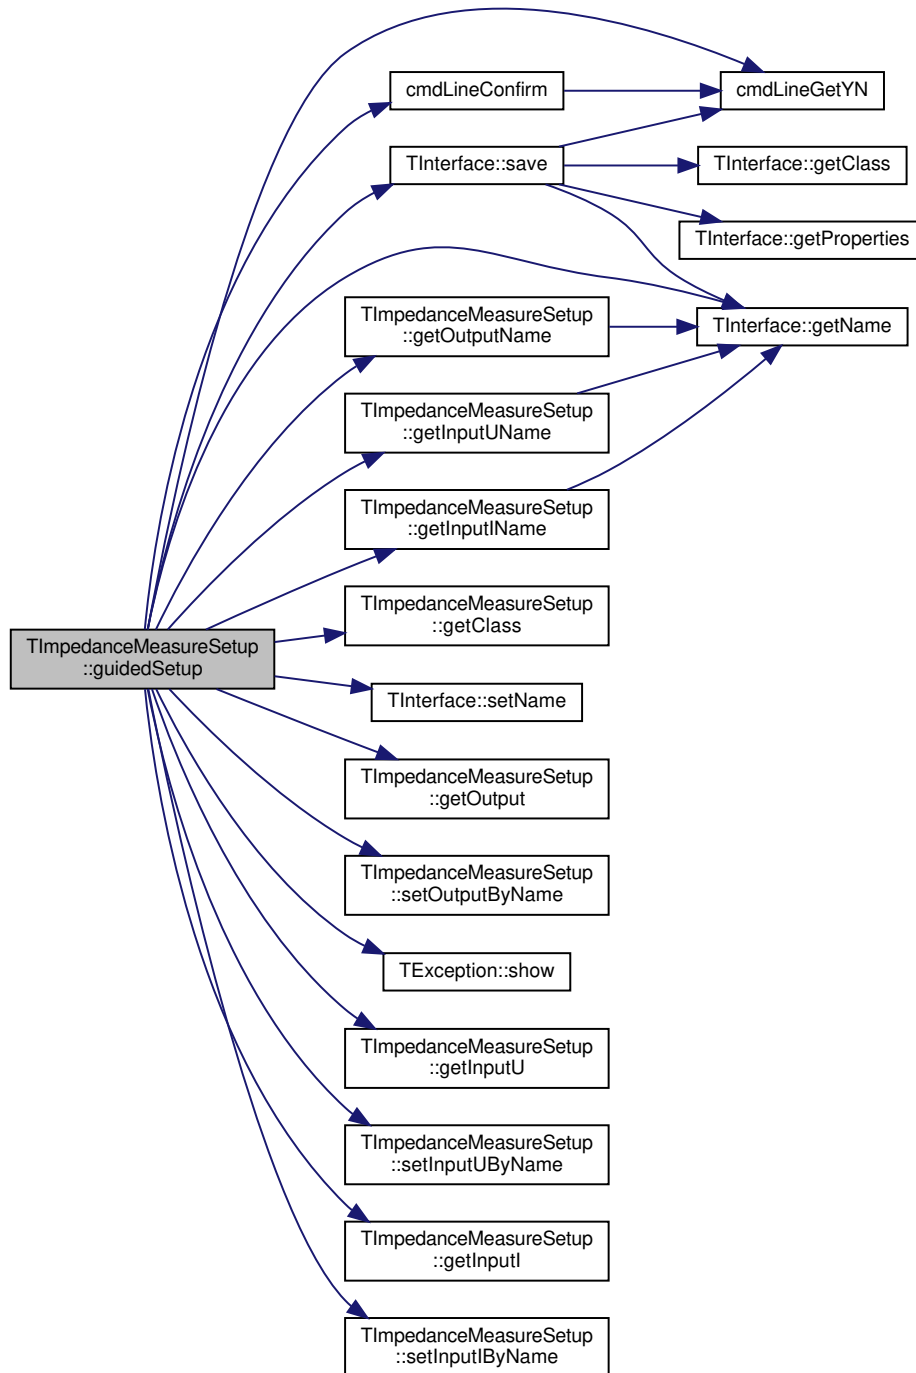 cmdLineConfirm
cmdLineGetYN
TInterface::save
TInterface::getClass
TInterface::getProperties
TImpedanceMeasureSetup
::getOutputName
TInterface::getName
TImpedanceMeasureSetup
::getInputUName
TImpedanceMeasureSetup
::getInputIName
TImpedanceMeasureSetup
::getClass
TImpedanceMeasureSetup
::guidedSetup
TInterface::setName
TImpedanceMeasureSetup
::getOutput
TImpedanceMeasureSetup
::setOutputByName
TException::show
TImpedanceMeasureSetup
::getInputU
TImpedanceMeasureSetup
::setInputUByName
TImpedanceMeasureSetup
::getInputI
TImpedanceMeasureSetup
::setInputIByName